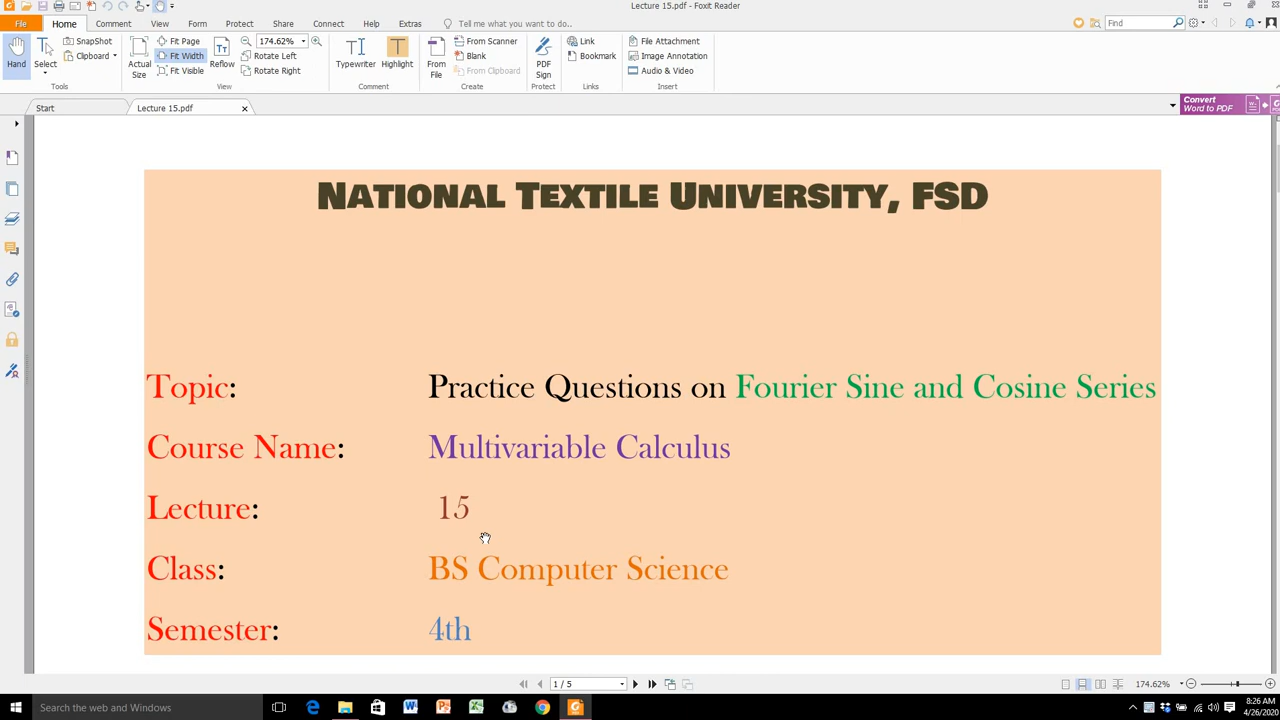 Lecture 15.pdf - Foxit Reader
File Home Comment View Form Protect Share Connect Help Extras Tell me what you want to do... Find
Hand
Select
SnapShot
Clipboard
Tools
Actual Size
Fit Page
Fit Width
Fit Visible
Reflow
174.62%
Rotate Left
Rotate Right
View
Typewriter
Highlight
Comment
From File
From Scanner
Blank
From Clipboard
Create
PDF Sign
Protect
Link
Bookmark
Links
File Attachment
Image Annotation
Audio & Video
Insert
Start Lecture 15.pdf
Convert
Word to PDF
National Textile University, FSD
Topic: Practice Questions on Fourier Sine and Cosine Series
Course Name: Multivariable Calculus
Lecture: 15
Class: BS Computer Science
Semester: 4th
1 / 5 174.62%
Search the web and Windows
8:26 AM
4/26/2020